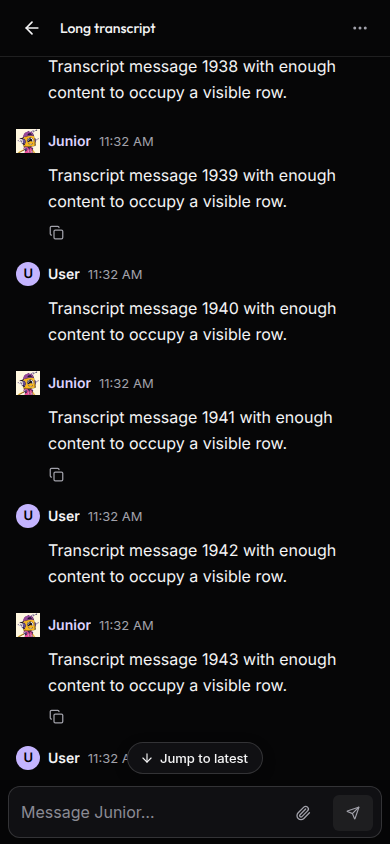 Long transcript
Transcript message 1938 with enough
content to occupy a visible row.
Junior 11:32 AM
Transcript message 1939 with enough
content to occupy a visible row.
U User 11:32 AM
Transcript message 1940 with enough
content to occupy a visible row.
Junior 11:32 AM
Transcript message 1941 with enough
content to occupy a visible row.
U User 11:32 AM
Transcript message 1942 with enough
content to occupy a visible row.
Junior 11:32 AM
Transcript message 1943 with enough
content to occupy a visible row.
U User 11:32
Jump to latest
Message Junior...